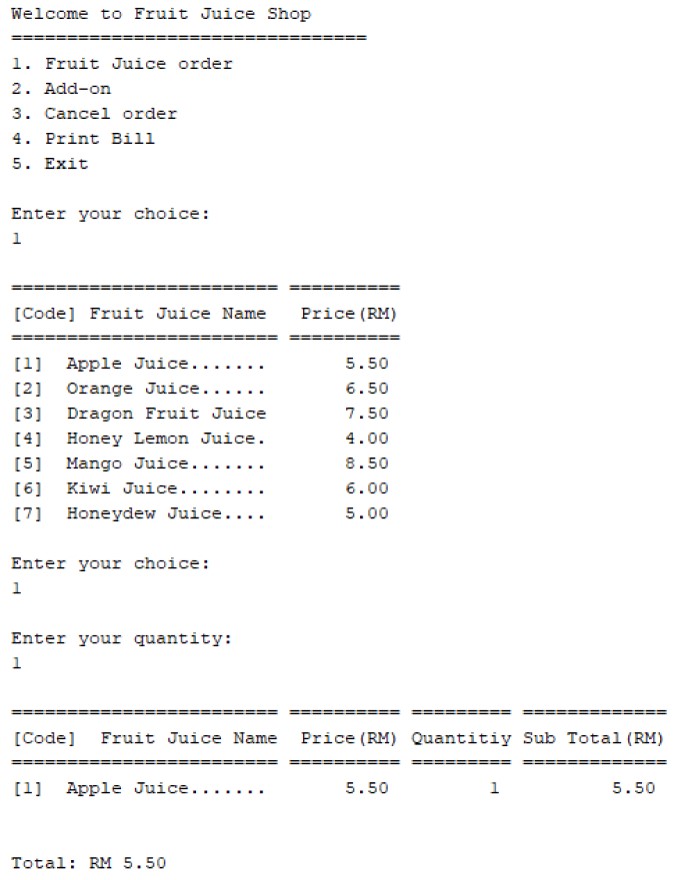 Welcome to Fruit Juice Shop
================================
1. Fruit Juice order
2. Add-on
3. Cancel order
4. Print Bill
5. Exit
Enter your choice:
1
======================== ==========
[Code] Fruit Juice Name   Price(RM)
======================== ==========
[1]  Apple Juice.......       5.50
[2]  Orange Juice......       6.50
[3]  Dragon Fruit Juice       7.50
[4]  Honey Lemon Juice.       4.00
[5]  Mango Juice.......       8.50
[6]  Kiwi Juice........       6.00
[7]  Honeydew Juice....       5.00
Enter your choice:
1
Enter your quantity:
1
======================== ========== ========= =============
[Code]  Fruit Juice Name  Price(RM) Quantitiy Sub Total(RM)
======================== ========== ========= =============
[1]  Apple Juice.......       5.50         1          5.50
Total: RM 5.50